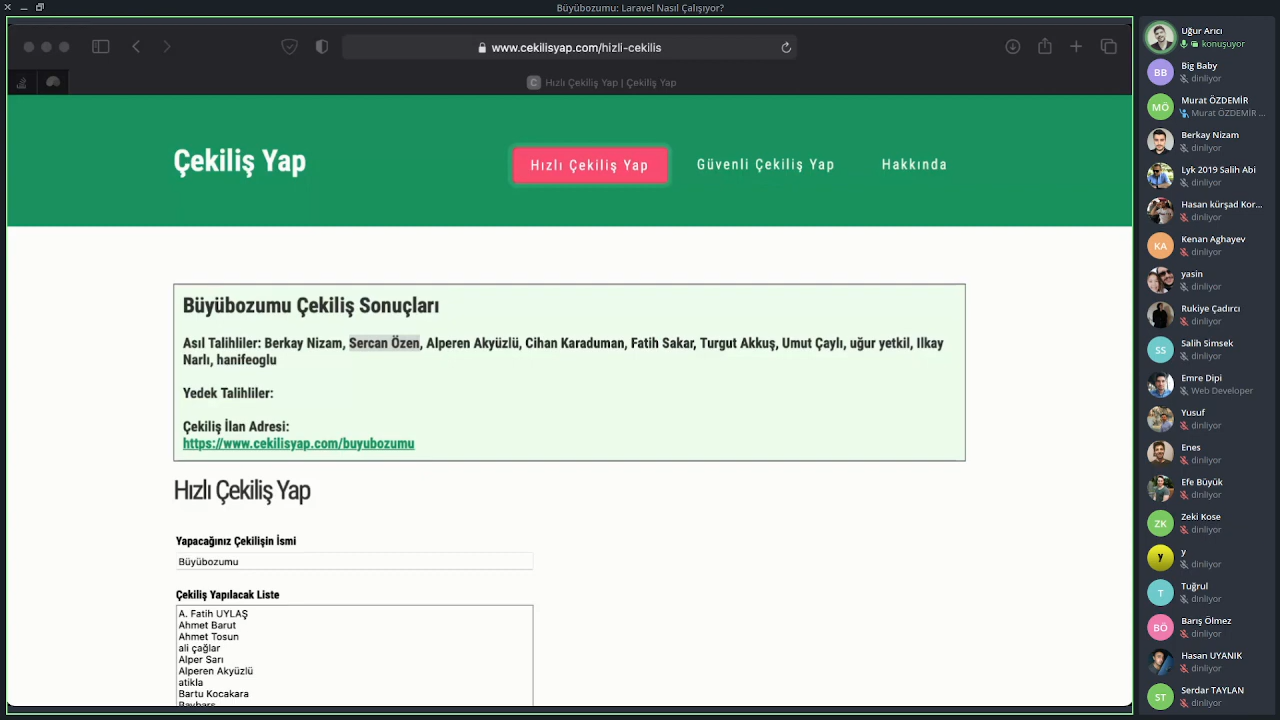 Büyübozumu: Laravel Nasıl Çalışıyor?
www.cekilisyap.com/hizli-cekilis
C Hızlı Çekiliş Yap | Çekiliş Yap
Çekiliş Yap
Hızlı Çekiliş Yap
Güvenli Çekiliş Yap
Hakkında
Büyübozumu Çekiliş Sonuçları
Asıl Talihliler: Berkay Nizam, Sercan Özen, Alperen Akyüzlü, Cihan Karaduman, Fatih Sakar, Turgut Akkuş, Umut Çaylı, uğur yetkil, Ilkay
Narlı, hanifeoglu
Yedek Talihliler:
Çekiliş İlan Adresi:
https://www.cekilisyap.com/buyubozumu
Hızlı Çekiliş Yap
Yapacağınız Çekilişin İsmi
Büyübozumu
Çekiliş Yapılacak Liste
A. Fatih UYLAŞ
Ahmet Barut
Ahmet Tosun
ali çağlar
Alper Sarı
Alperen Akyüzlü
atikla
Bartu Kocakara
Baybars
Uğur Arıcı
konuşuyor
BB
Big Baby
dinliyor
MÖ
Murat ÖZDEMİR
Murat ÖZDEMİR ...
Berkay Nizam
dinliyor
Lyk 2019 Salih Abi
dinliyor
Hasan kürşad Kor...
dinliyor
KA
Kenan Aghayev
dinliyor
yasin
dinliyor
Rukiye Çadırcı
dinliyor
SS
Salih Simsek
dinliyor
Emre Dipi
Web Developer
Yusuf
dinliyor
Enes
dinliyor
Efe Büyük
dinliyor
ZK
Zeki Kose
dinliyor
y
y
dinliyor
T
Tuğrul
dinliyor
BÖ
Barış Ölmez
dinliyor
Hasan UYANIK
dinliyor
ST
Serdar TAYLAN
dinliyor